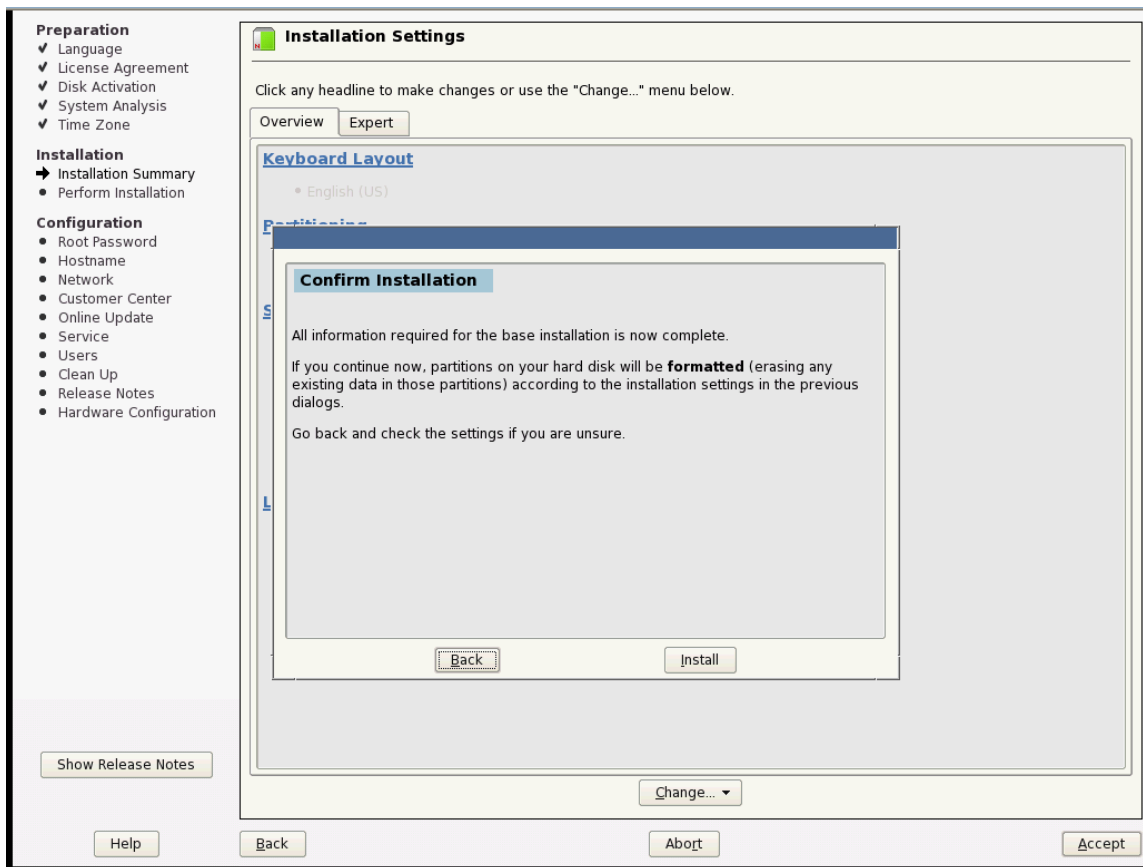 Preparation
Language
License Agreement
Disk Activation
System Analysis
Time Zone
Installation
Installation Summary
Perform Installation
Configuration
Root Password
Hostname
Network
Customer Center
Online Update
Service
Users
Clean Up
Release Notes
Hardware Configuration
Show Release Notes
Help
Installation Settings
Click any headline to make changes or use the "Change..." menu below.
Overview
Expert
Keyboard Layout
• English (US)
Partitioning
S
L
Confirm Installation
All information required for the base installation is now complete.
If you continue now, partitions on your hard disk will be formatted (erasing any
existing data in those partitions) according to the installation settings in the previous
dialogs.
Go back and check the settings if you are unsure.
Back
Install
Change...
Back
Abort
Accept